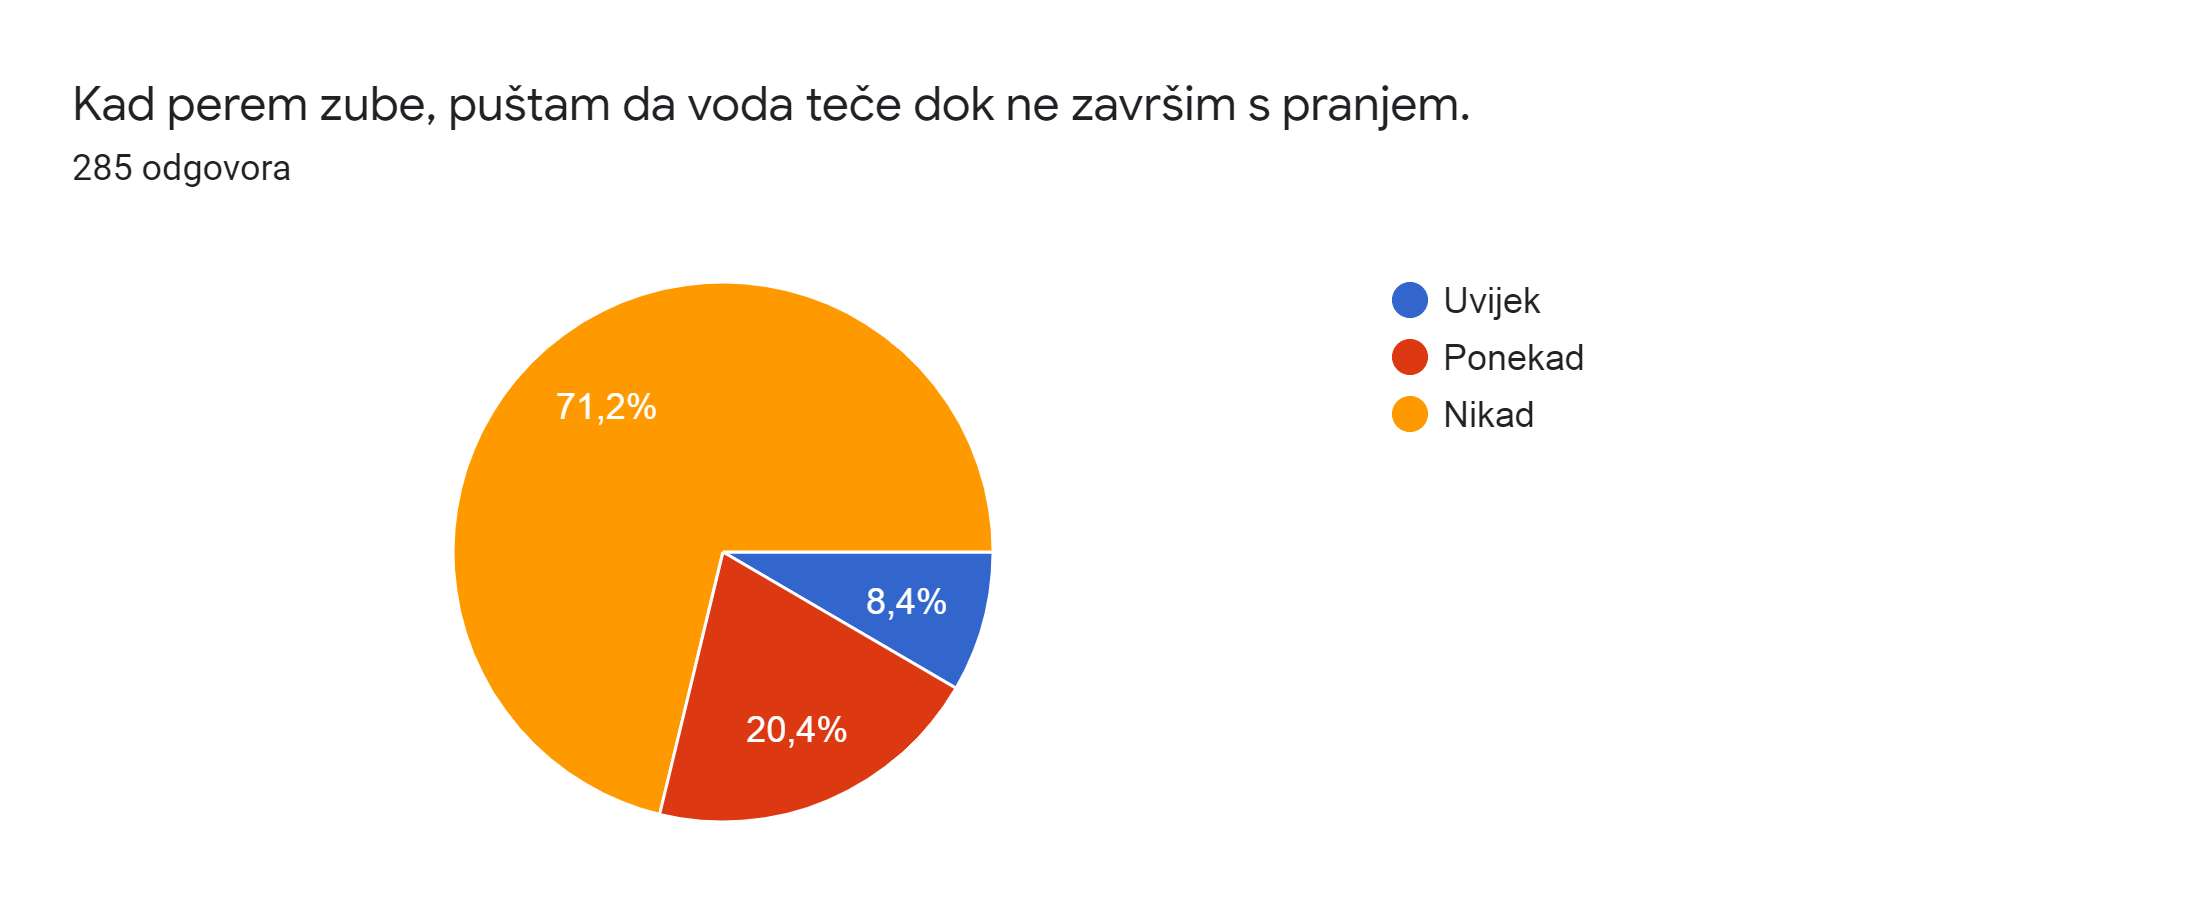 Kad perem zube, puštam da voda teče dok ne završim s pranjem.
285 odgovora
Uvijek
Ponekad
Nikad
71,2%
8,4%
20,4%